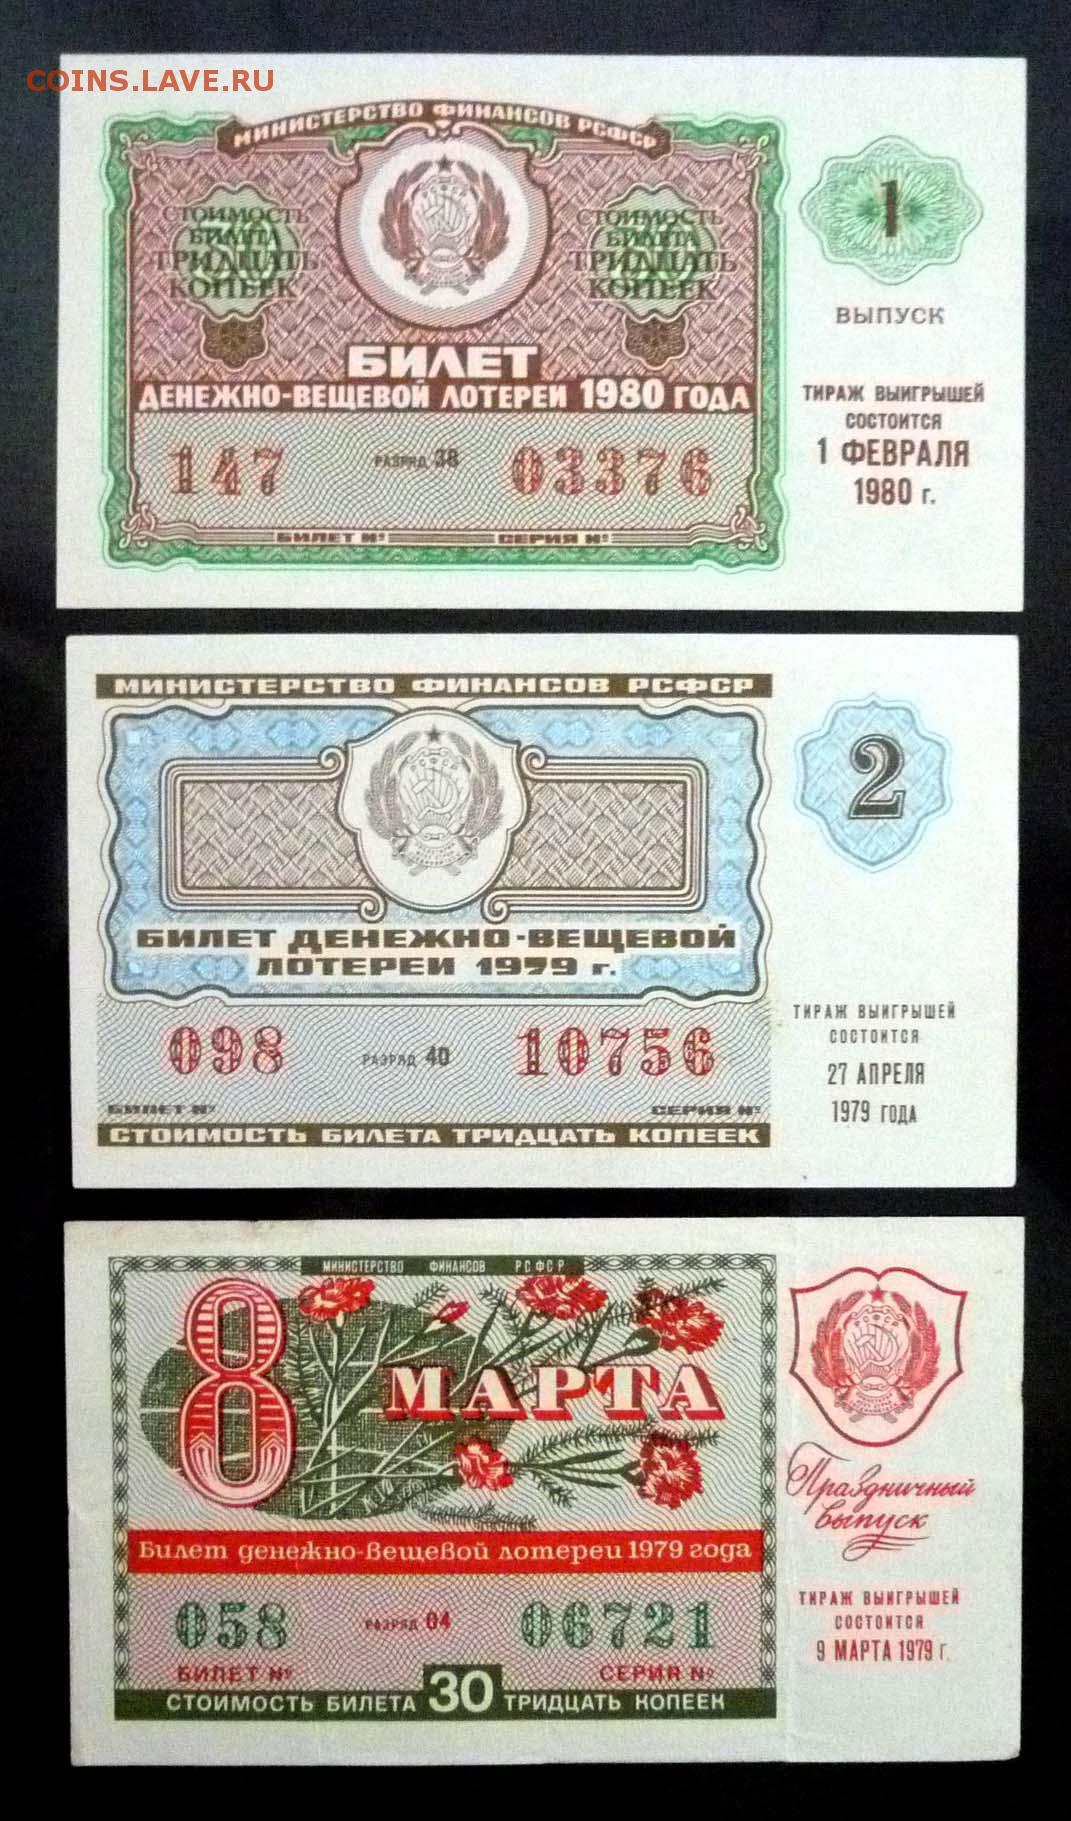 COINS.LAVE.RU
МИНИСТЕРСТВО ФИНАНСОВ РСФСР
СТОИМОСТЬ БИЛЕТА ТРИДЦАТЬ КОПЕЕК
СТОИМОСТЬ БИЛЕТА ТРИДЦАТЬ КОПЕЕК
1
ВЫПУСК
БИЛЕТ
ДЕНЕЖНО-ВЕЩЕВОЙ ЛОТЕРЕИ 1980 ГОДА
147 РАЗРЯД 38 03376
БИЛЕТ № СЕРИЯ №
ТИРАЖ ВЫИГРЫШЕЙ
СОСТОИТСЯ
1 ФЕВРАЛЯ
1980 г.
МИНИСТЕРСТВО ФИНАНСОВ РСФСР
РСФСР
2
БИЛЕТ ДЕНЕЖНО-ВЕЩЕВОЙ
ЛОТЕРЕИ 1979 г.
098 РАЗРЯД 40 10756
БИЛЕТ № СЕРИЯ №
СТОИМОСТЬ БИЛЕТА ТРИДЦАТЬ КОПЕЕК
ТИРАЖ ВЫИГРЫШЕЙ
СОСТОИТСЯ
27 АПРЕЛЯ
1979 ГОДА
МИНИСТЕРСТВО ФИНАНСОВ РСФСР
8 МАРТА
Билет денежно-вещевой лотереи 1979 года
058 РАЗРЯД 04 06721
БИЛЕТ № СЕРИЯ №
СТОИМОСТЬ БИЛЕТА 30 ТРИДЦАТЬ КОПЕЕК
РСФСР
Праздничный
выпуск
ТИРАЖ ВЫИГРЫШЕЙ
СОСТОИТСЯ
9 МАРТА 1979 г.